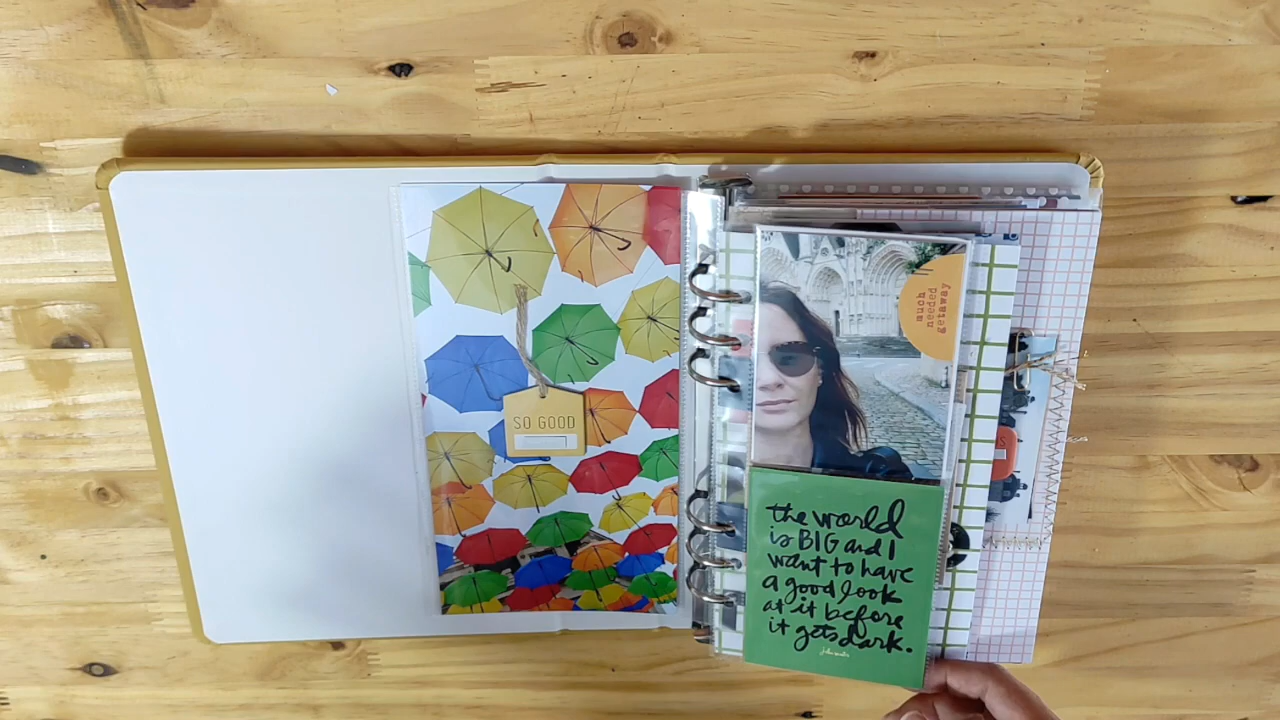 SO GOOD
much
needed
getaway
the world
is BIG and I
want to have
a good look
at it before
it gets dark.